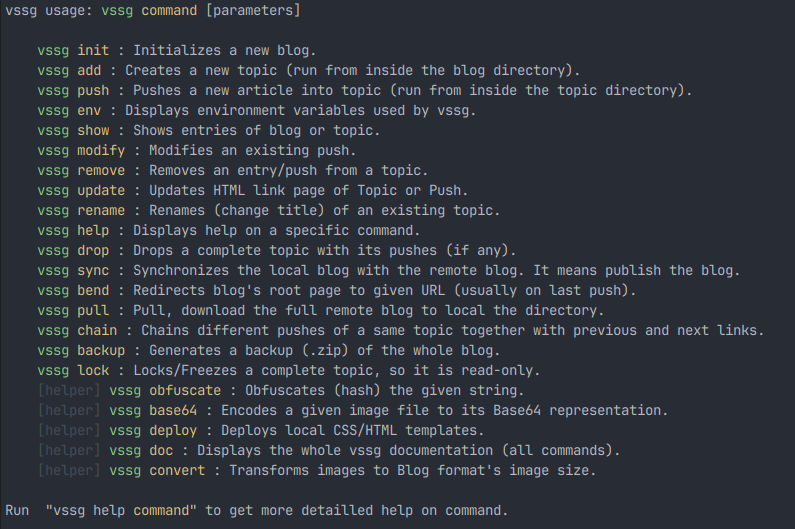 vssg usage: vssg command [parameters]
vssg init : Initializes a new blog.
vssg add : Creates a new topic (run from inside the blog directory).
vssg push : Pushes a new article into topic (run from inside the topic directory).
vssg env : Displays environment variables used by vssg.
vssg show : Shows entries of blog or topic.
vssg modify : Modifies an existing push.
vssg remove : Removes an entry/push from a topic.
vssg update : Updates HTML link page of Topic or Push.
vssg rename : Renames (change title) of an existing topic.
vssg help : Displays help on a specific command.
vssg drop : Drops a complete topic with its pushes (if any).
vssg sync : Synchronizes the local blog with the remote blog. It means publish the blog.
vssg bend : Redirects blog's root page to given URL (usually on last push).
vssg pull : Pull, download the full remote blog to local the directory.
vssg chain : Chains different pushes of a same topic together with previous and next links.
vssg backup : Generates a backup (.zip) of the whole blog.
vssg lock : Locks/Freezes a complete topic, so it is read-only.
[helper] vssg obfuscate : Obfuscates (hash) the given string.
[helper] vssg base64 : Encodes a given image file to its Base64 representation.
[helper] vssg deploy : Deploys local CSS/HTML templates.
[helper] vssg doc : Displays the whole vssg documentation (all commands).
[helper] vssg convert : Transforms images to Blog format's image size.
Run  "vssg help command" to get more detailled help on command.